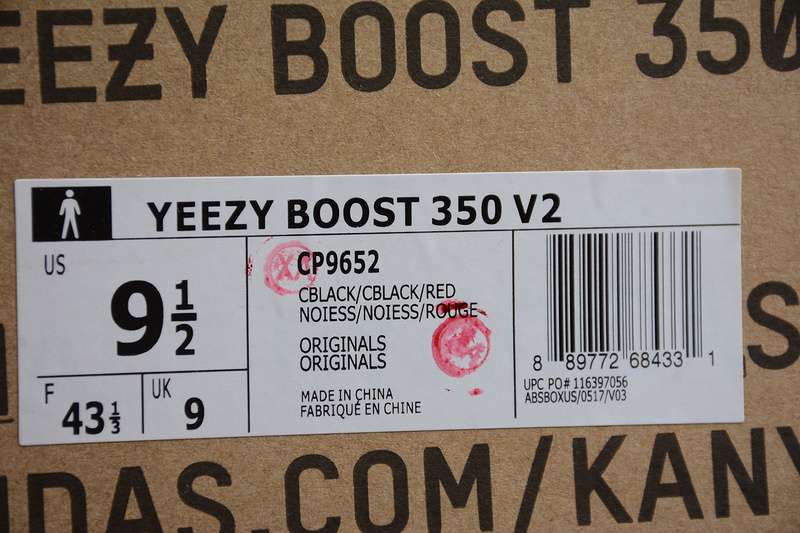 YEEZY BOOST 350
YEEZY BOOST 350 V2
US
9 1/2
F
43 1/3
UK
9
CP9652
CBLACK/CBLACK/RED
NOIESS/NOIESS/ROUGE
ORIGINALS
ORIGINALS
MADE IN CHINA
FABRIQUÉ EN CHINE
8 89772 68433 1
UPC PO# 116397056
ABSBOXUS/0517/V03
S
IDAS.COM/KANY